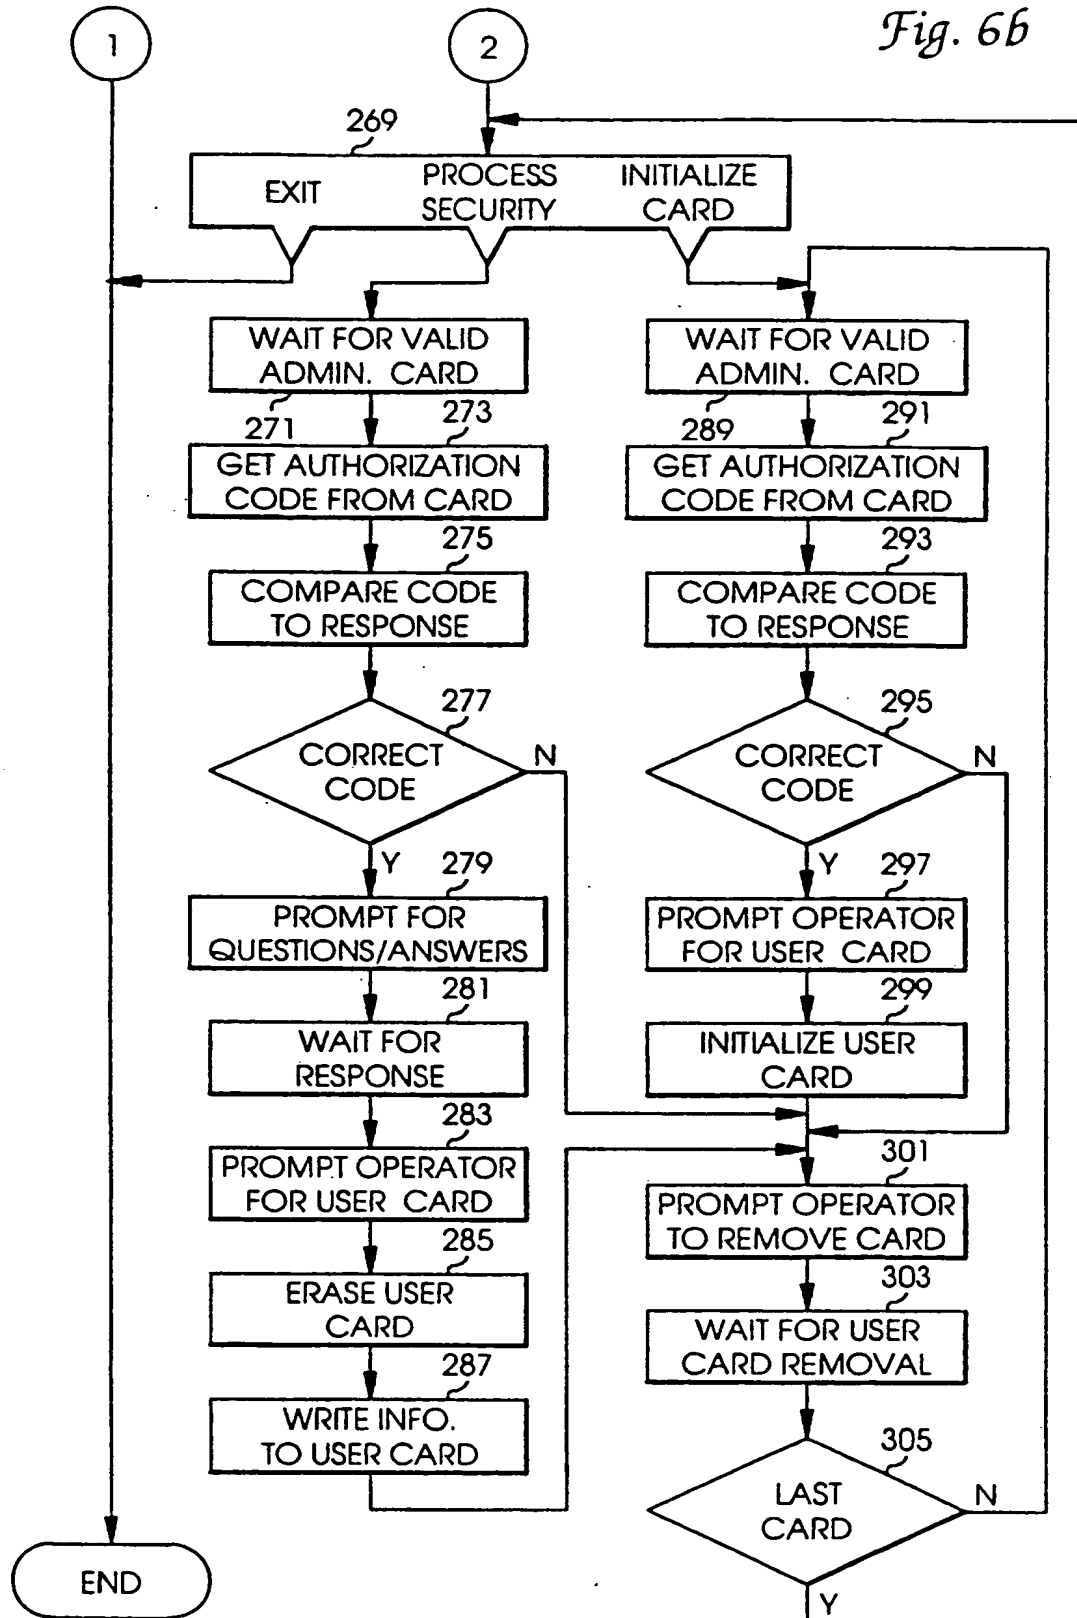 1
2
Fig. 6b
269
EXIT
PROCESS
SECURITY
INITIALIZE
CARD
WAIT FOR VALID
ADMIN. CARD
271
273
GET AUTHORIZATION
CODE FROM CARD
275
COMPARE CODE
TO RESPONSE
277
CORRECT
CODE
N
Y
279
PROMPT FOR
QUESTIONS/ANSWERS
281
WAIT FOR
RESPONSE
283
PROMPT OPERATOR
FOR USER CARD
285
ERASE USER
CARD
287
WRITE INFO.
TO USER CARD
WAIT FOR VALID
ADMIN. CARD
289
291
GET AUTHORIZATION
CODE FROM CARD
293
COMPARE CODE
TO RESPONSE
295
CORRECT
CODE
N
Y
297
PROMPT OPERATOR
FOR USER CARD
299
INITIALIZE USER
CARD
301
PROMPT OPERATOR
TO REMOVE CARD
303
WAIT FOR USER
CARD REMOVAL
305
LAST
CARD
N
Y
END